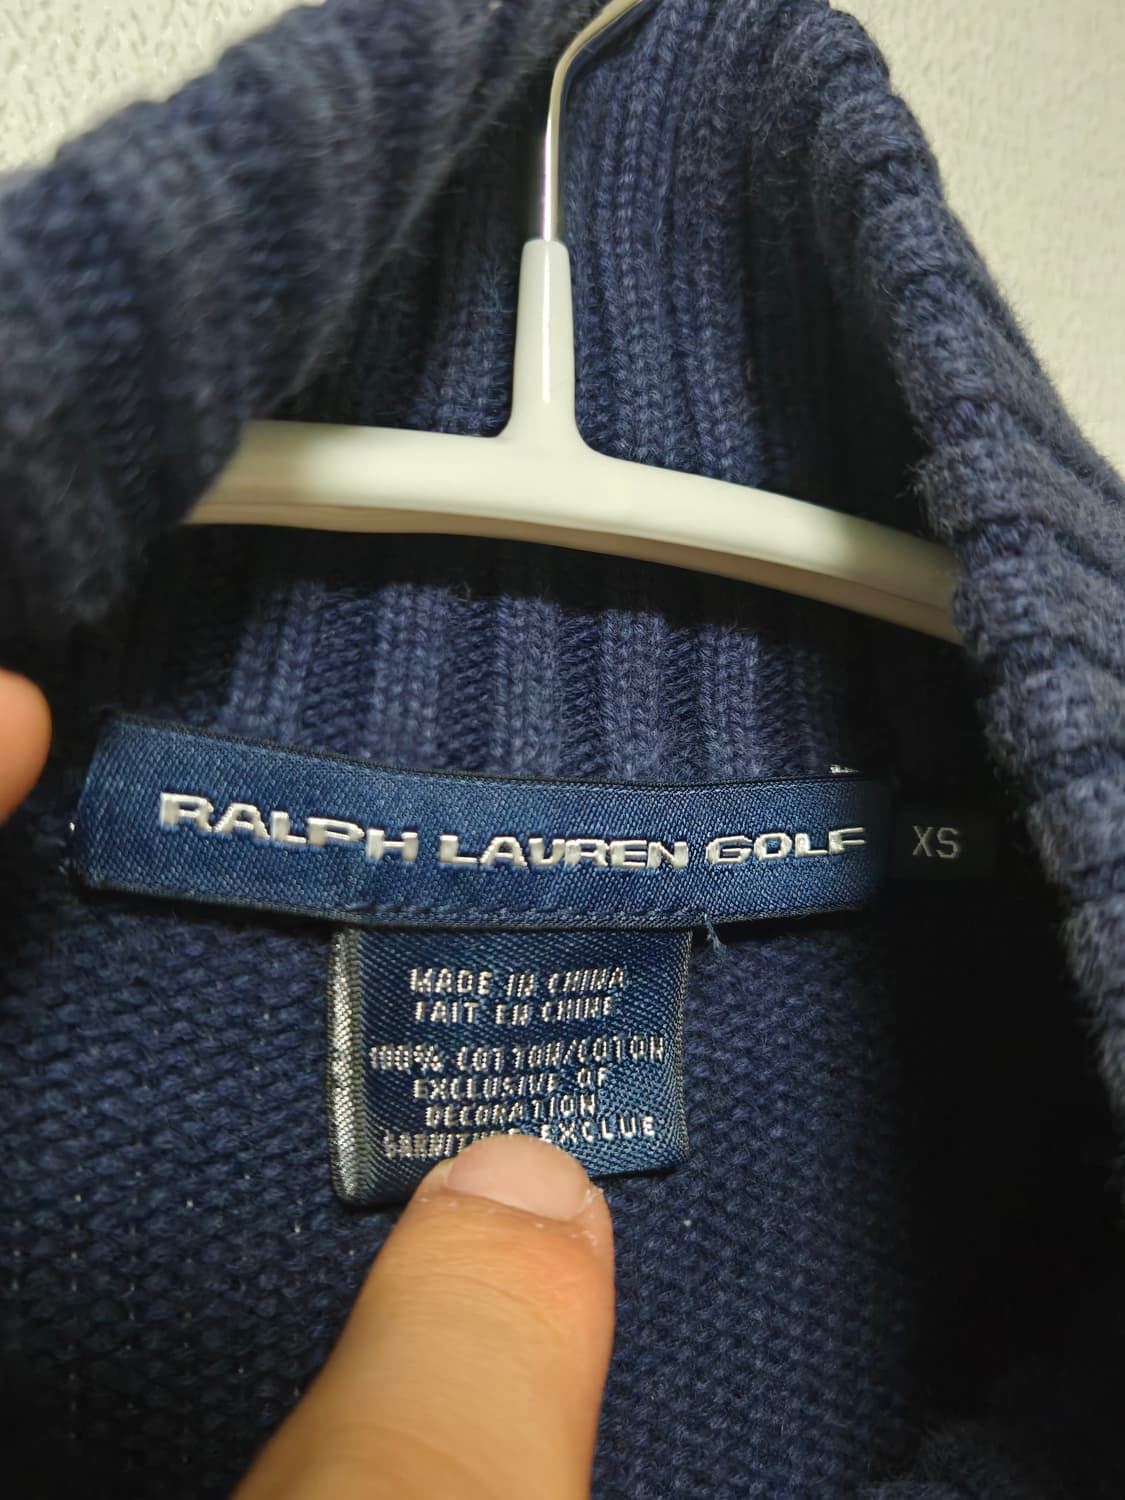 RALPH LAUREN GOLF XS
MADE IN CHINA
FAIT EN CHINE
100% COTTON/COTON
EXCLUSIVE OF
DECORATION
EXCLUE